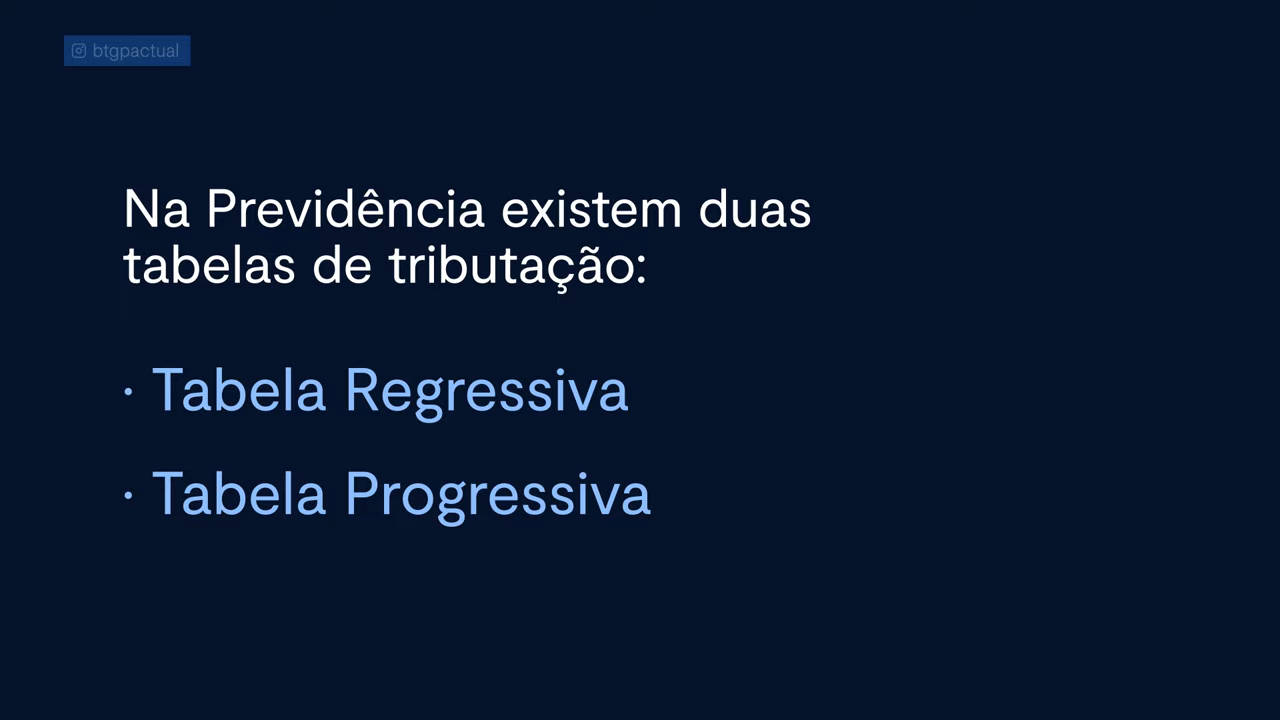 btgpactual
Na Previdência existem duas
tabelas de tributação:
· Tabela Regressiva
· Tabela Progressiva